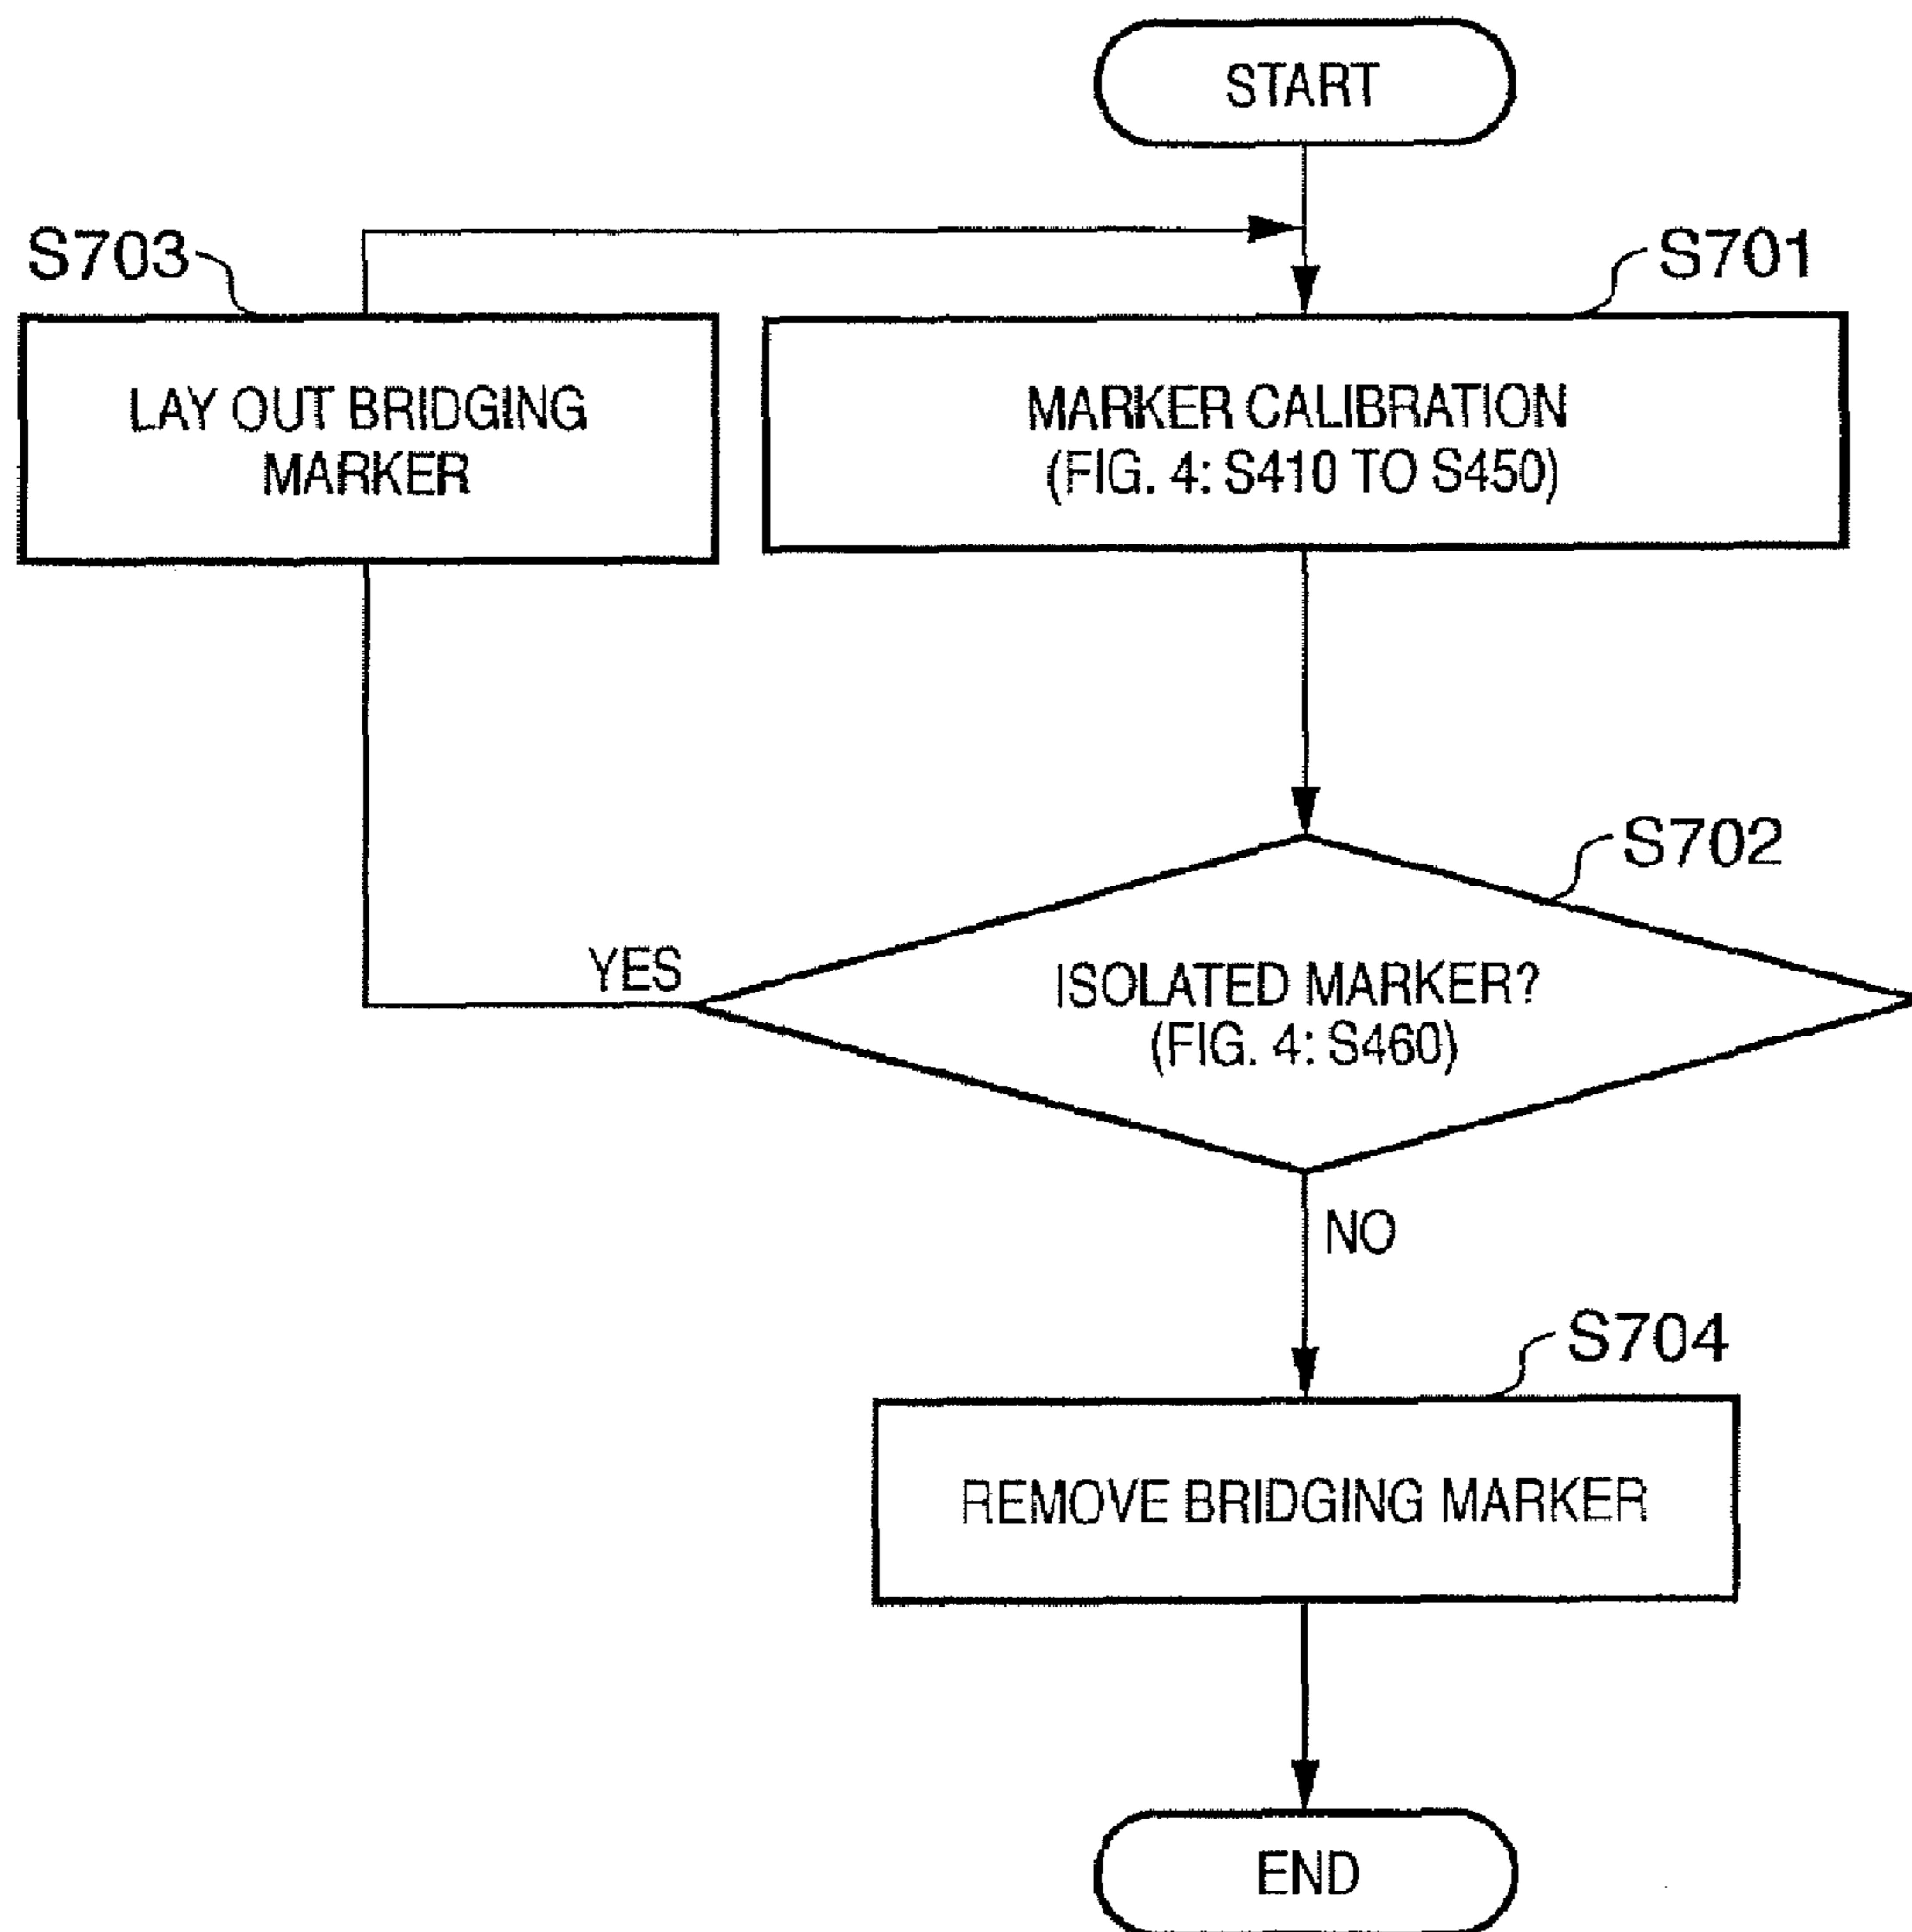 START
S703
S701
LAY OUT BRIDGING
MARKER
MARKER CALIBRATION
(FIG. 4: S410 TO S450)
S702
YES
ISOLATED MARKER?
(FIG. 4: S460)
NO
S704
REMOVE BRIDGING MARKER
END